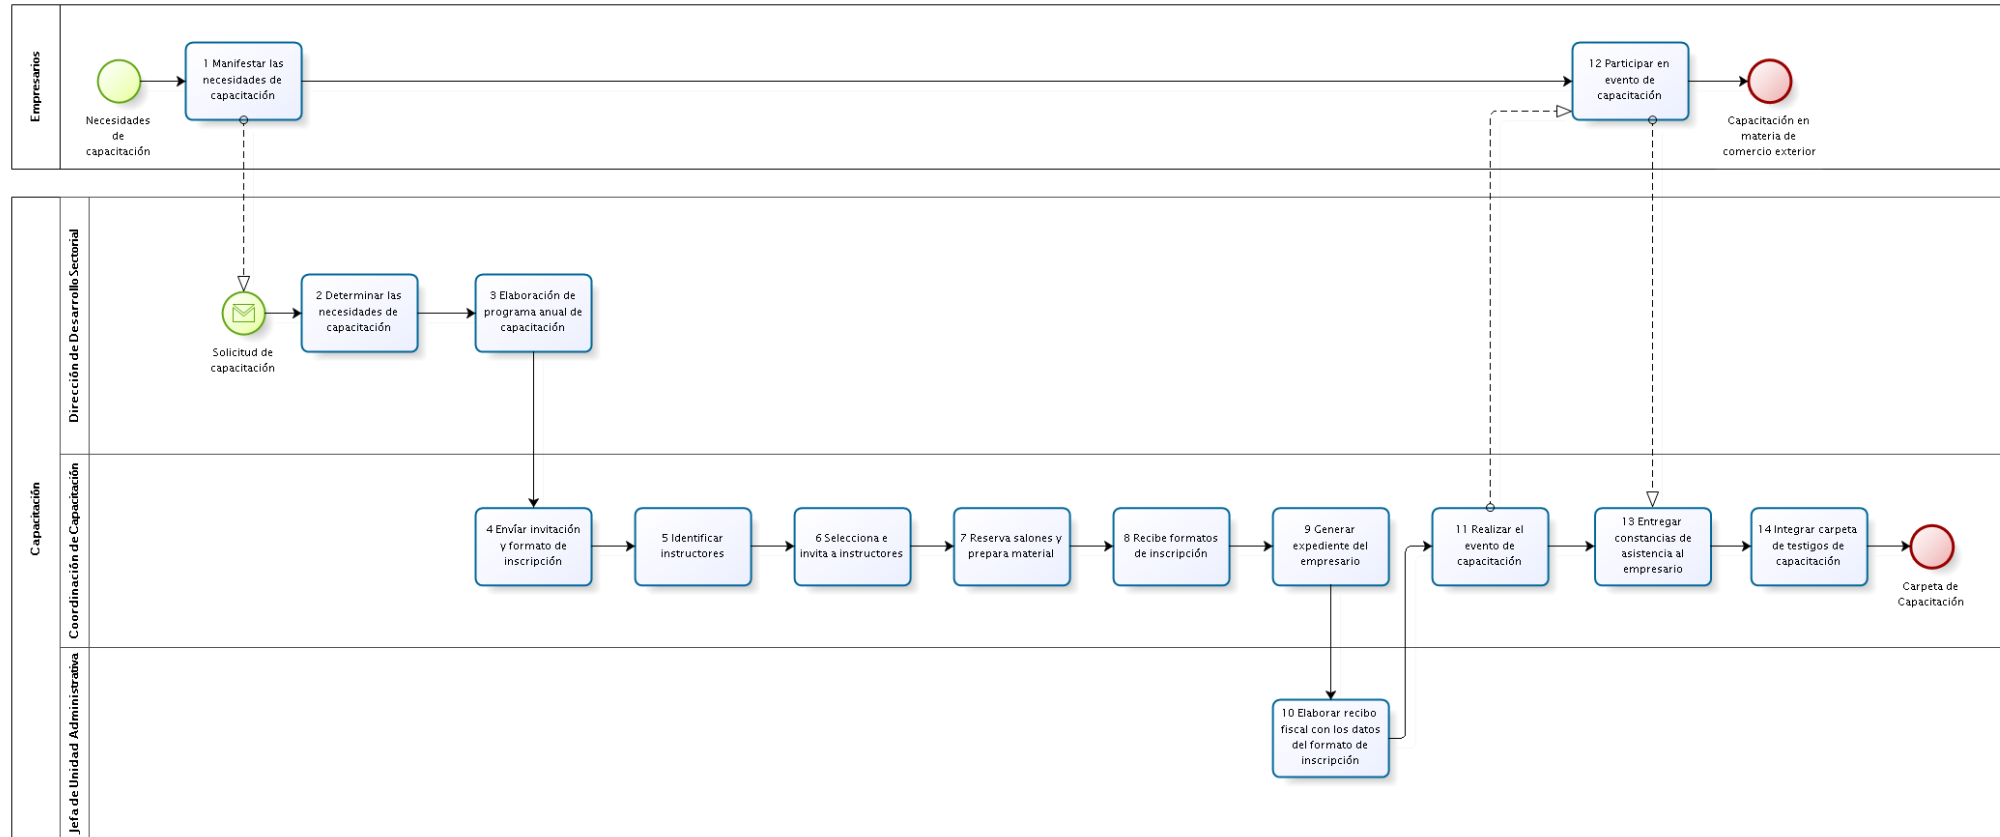 Empresarios
Necesidades
de
capacitación
1 Manifestar las
necesidades de
capacitación
12 Participar en
evento de
capacitación
Capacitación en
materia de
comercio exterior
Capacitación
Dirección de Desarrollo Sectorial
Solicitud de
capacitación
2 Determinar las
necesidades de
capacitación
3 Elaboración de
programa anual de
capacitación
Coordinación de Capacitación
4 Envíar invitación
y formato de
inscripción
5 Identificar
instructores
6 Selecciona e
invita a instructores
7 Reserva salones y
prepara material
8 Recibe formatos
de inscripción
9 Generar
expediente del
empresario
11 Realizar el
evento de
capacitación
13 Entregar
constancias de
asistencia al
empresario
14 Integrar carpeta
de testigos de
capacitación
Carpeta de
Capacitación
Jefa de Unidad Administrativa
10 Elaborar recibo
fiscal con los datos
del formato de
inscripción